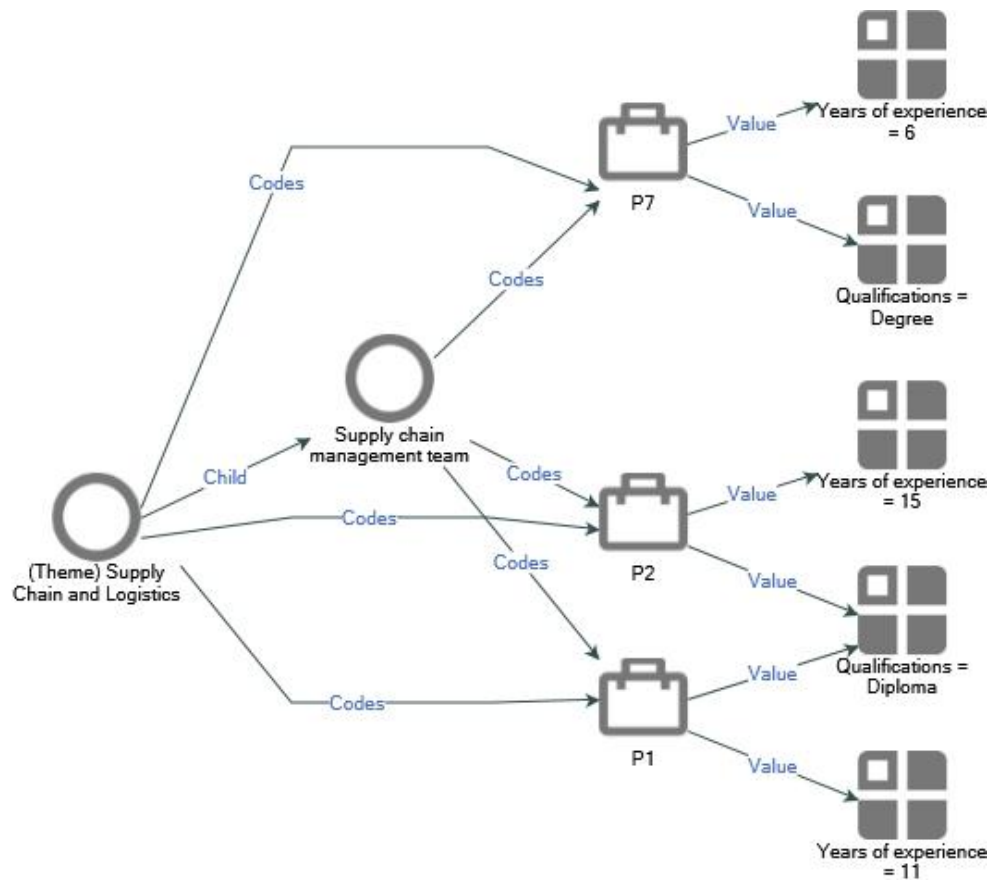 Years of experience
= 6
Value
Codes
P7
Value
Codes
Qualifications =
Degree
Supply chain
management team
Codes
Child
Value
Years of experience
= 15
Codes
(Theme) Supply
Chain and Logistics
P2
Codes
Value
Value
Qualifications =
Diploma
Codes
P1
Value
Years of experience
= 11